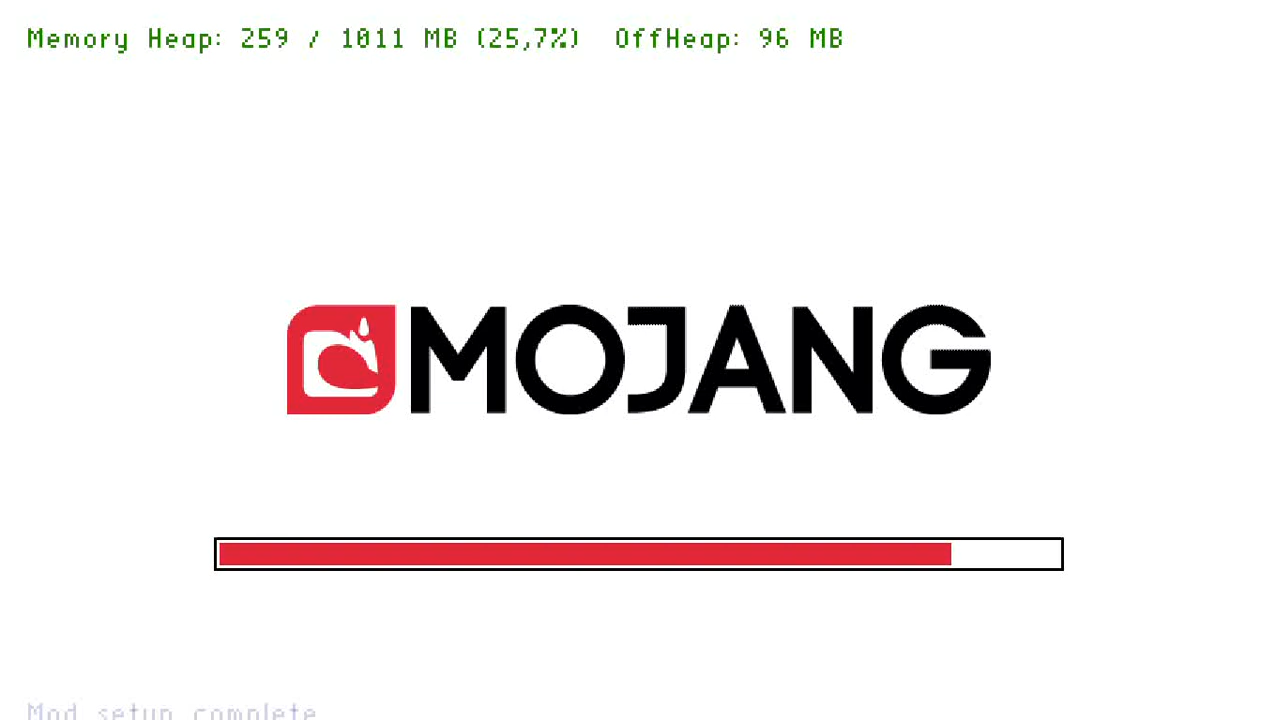 Memory Heap: 259 / 1011 MB (25,7%)  OffHeap: 96 MB
MOJANG
Mod setup complete